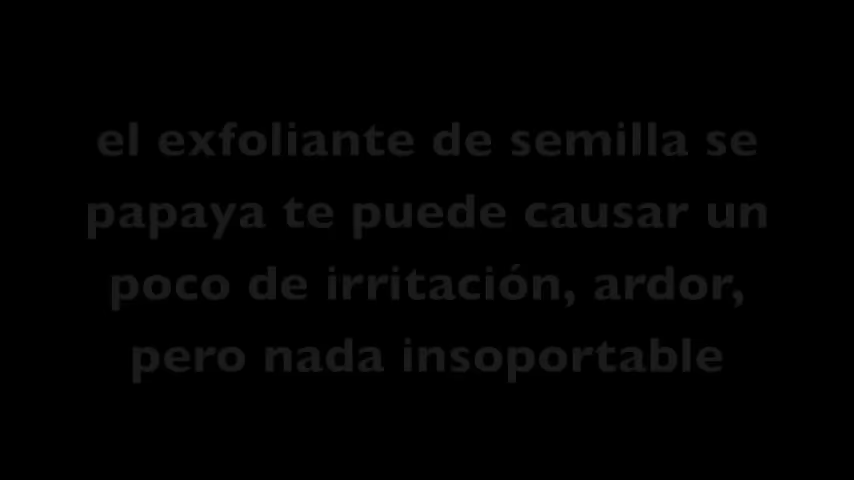 el exfoliante de semilla se
papaya te puede causar un
poco de irritación, ardor,
pero nada insoportable